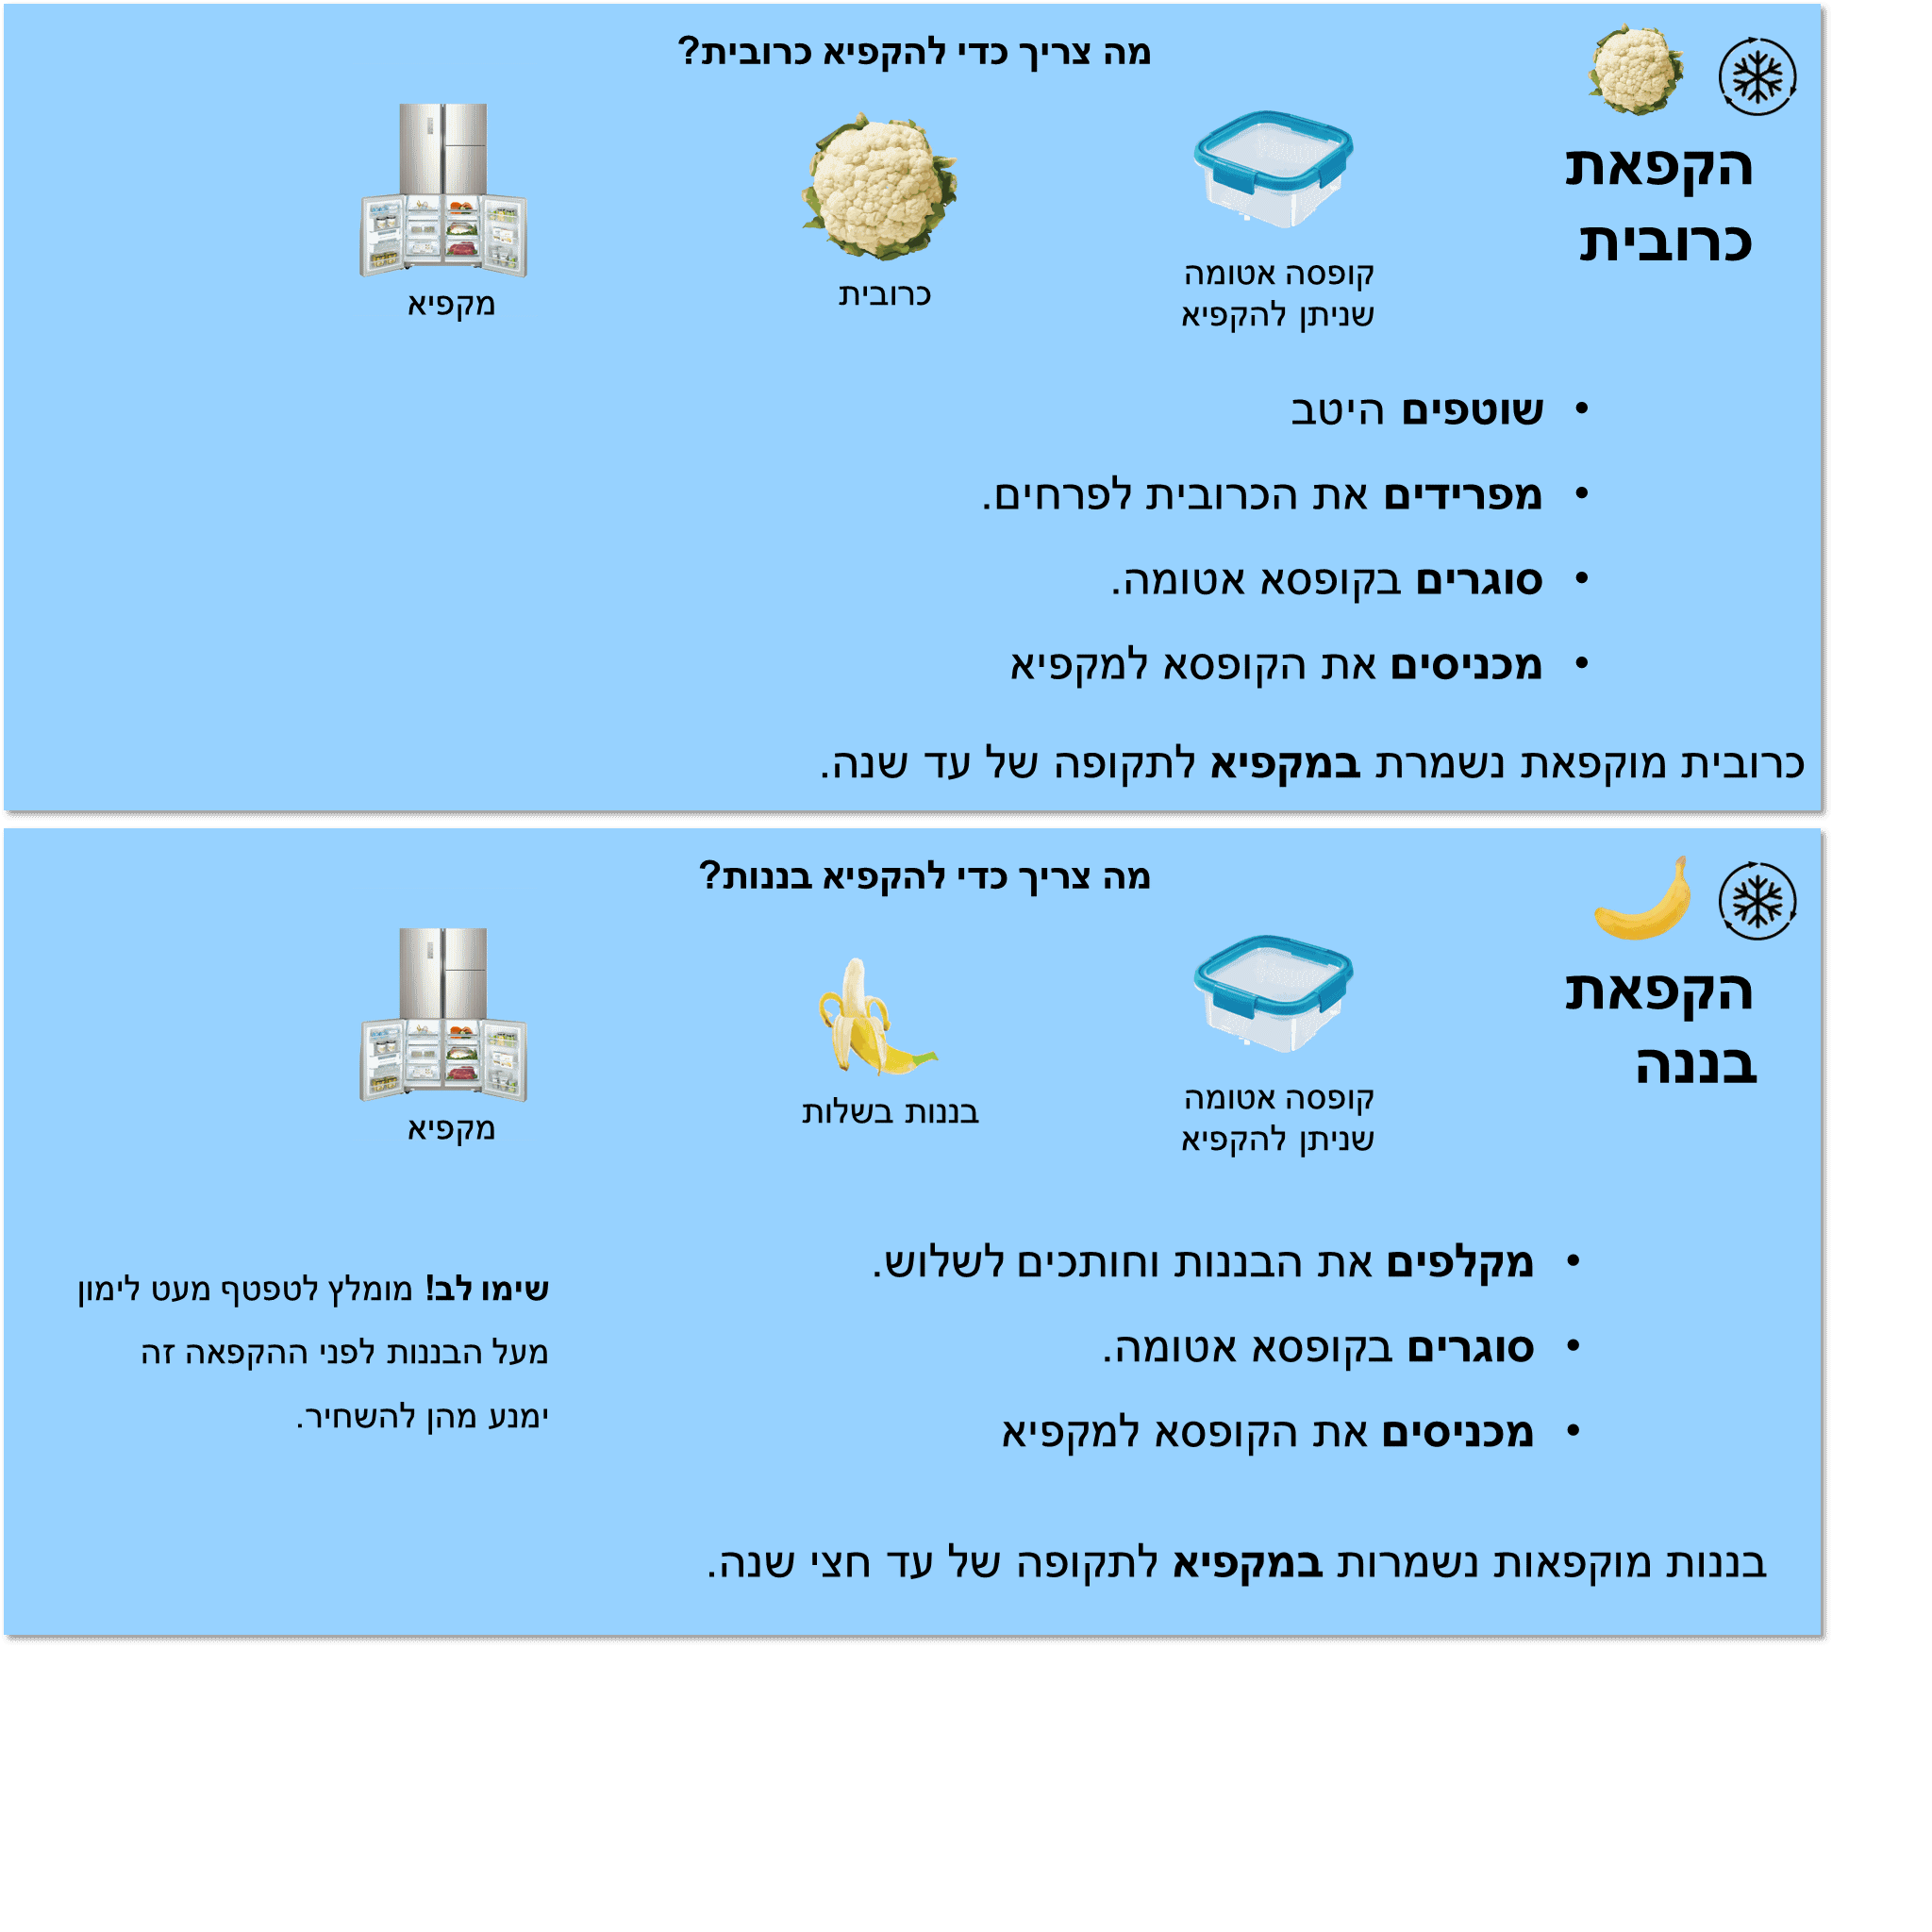 הקפאת
כרובית
מה צריך כדי להקפיא כרובית?
קופסה אטומה
שניתן להקפיא
כרובית
מקפיא
• שוטפים היטב
• מפרידים את הכרובית לפרחים.
• סוגרים בקופסא אטומה.
• מכניסים את הקופסא למקפיא
כרובית מוקפאת נשמרת במקפיא לתקופה של עד שנה.
הקפאת
בננה
מה צריך כדי להקפיא בננות?
קופסה אטומה
שניתן להקפיא
בננות בשלות
מקפיא
• מקלפים את הבננות וחותכים לשלוש.
• סוגרים בקופסא אטומה.
• מכניסים את הקופסא למקפיא
שימו לב! מומלץ לטפטף מעט לימון
מעל הבננות לפני ההקפאה זה
ימנע מהן להשחיר.
בננות מוקפאות נשמרות במקפיא לתקופה של עד חצי שנה.